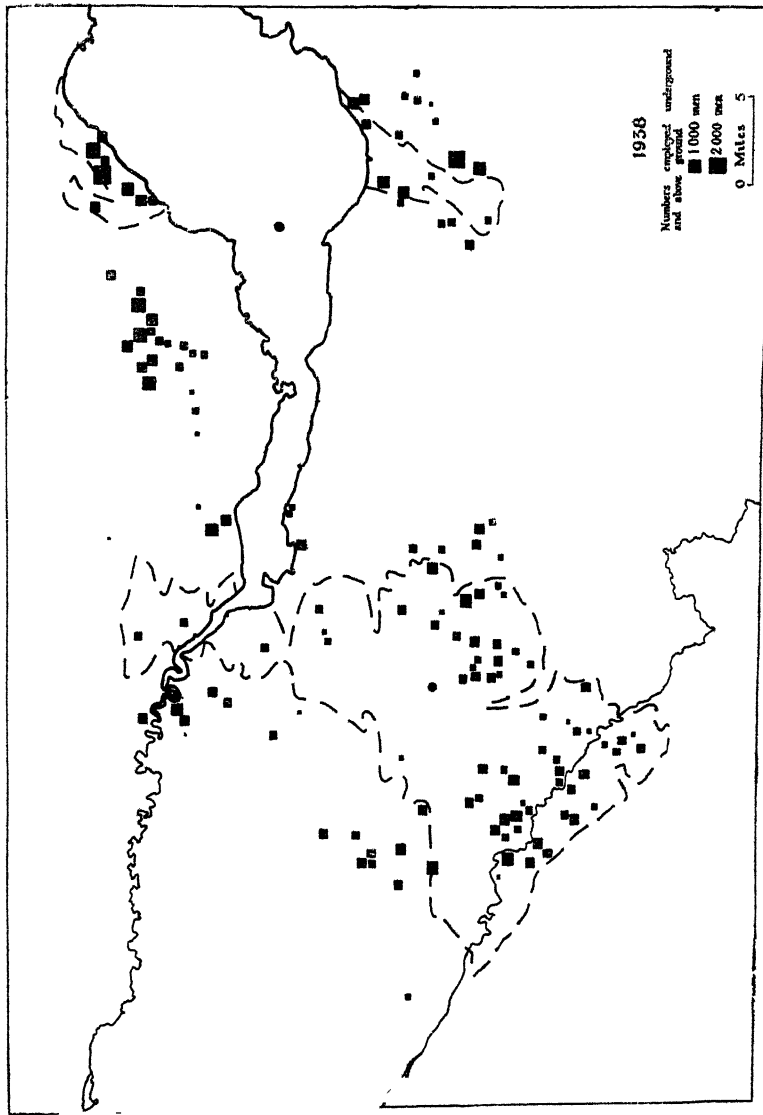 1938
Numbers employed underground
and above ground
1000 men
2000 men
0 Miles 5